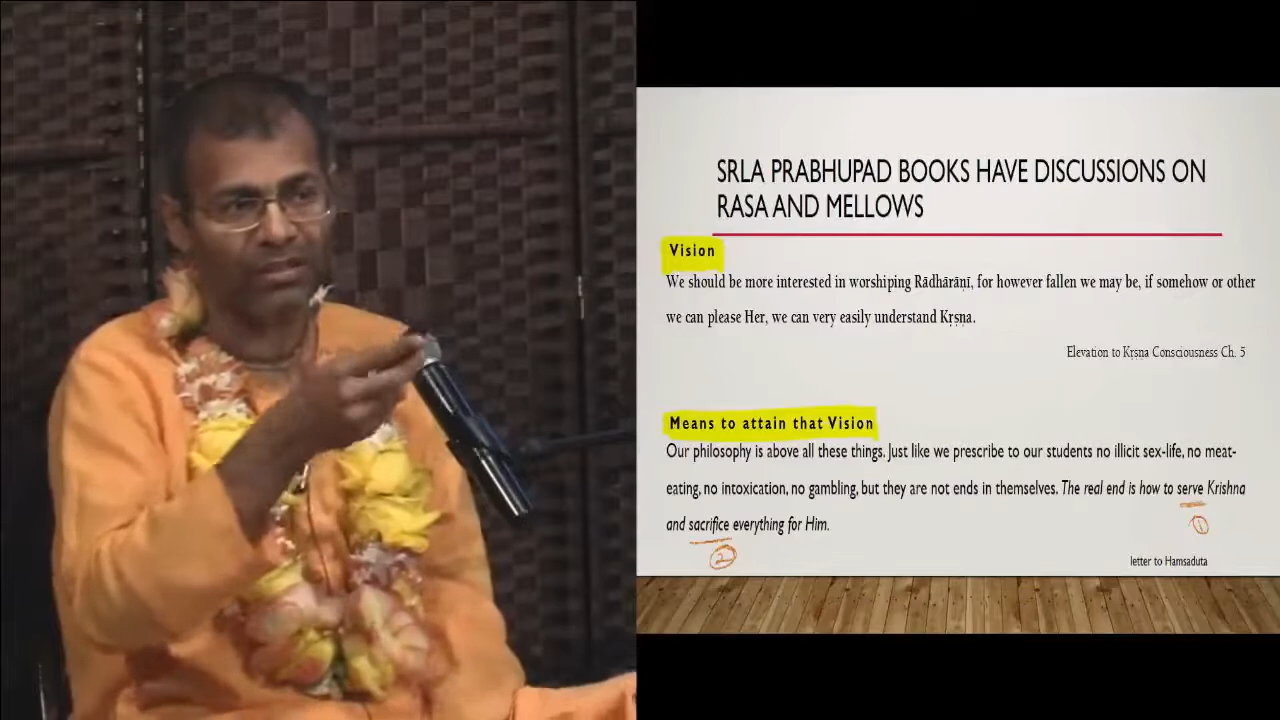 SRLA PRABHUPAD BOOKS HAVE DISCUSSIONS ON
RASA AND MELLOWS
Vision
We should be more interested in worshiping Rādhārāṇī, for however fallen we may be, if somehow or other
we can please Her, we can very easily understand Kṛṣṇa.
Elevation to Kṛṣṇa Consciousness Ch. 5
Means to attain that Vision
Our philosophy is above all these things. Just like we prescribe to our students no illicit sex-life, no meat-
eating, no intoxication, no gambling, but they are not ends in themselves. The real end is how to serve Krishna
1
and sacrifice everything for Him.
2
letter to Hamsaduta